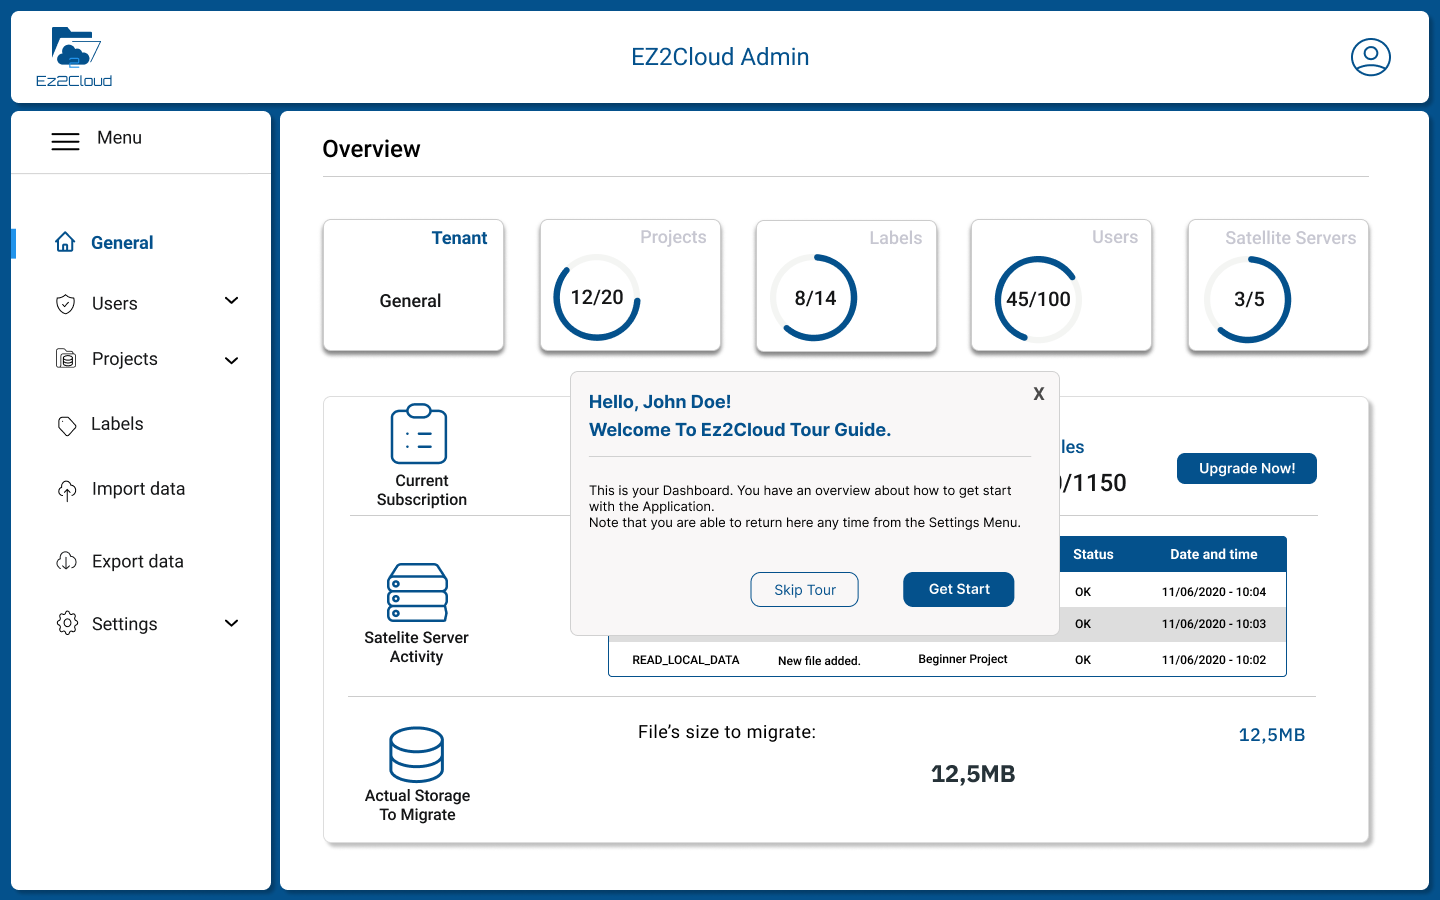 Ez2Cloud
EZ2Cloud Admin
Menu
General
Users
Projects
Labels
Import data
Export data
Settings
Overview
Tenant
General
Projects
12/20
Labels
8/14
Users
45/100
Satellite Servers
3/5
Hello, John Doe!
X
Welcome To Ez2Cloud Tour Guide.
This is your Dashboard. You have an overview about how to get start
with the Application.
Note that you are able to return here any time from the Settings Menu.
Skip Tour
Get Start
Current
Subscription
les
/1150
Upgrade Now!
Satelite Server
Activity
Status Date and time
OK 11/06/2020 - 10:04
OK 11/06/2020 - 10:03
READ_LOCAL_DATA New file added. Beginner Project OK 11/06/2020 - 10:02
Actual Storage
To Migrate
File’s size to migrate:
12,5MB
12,5MB